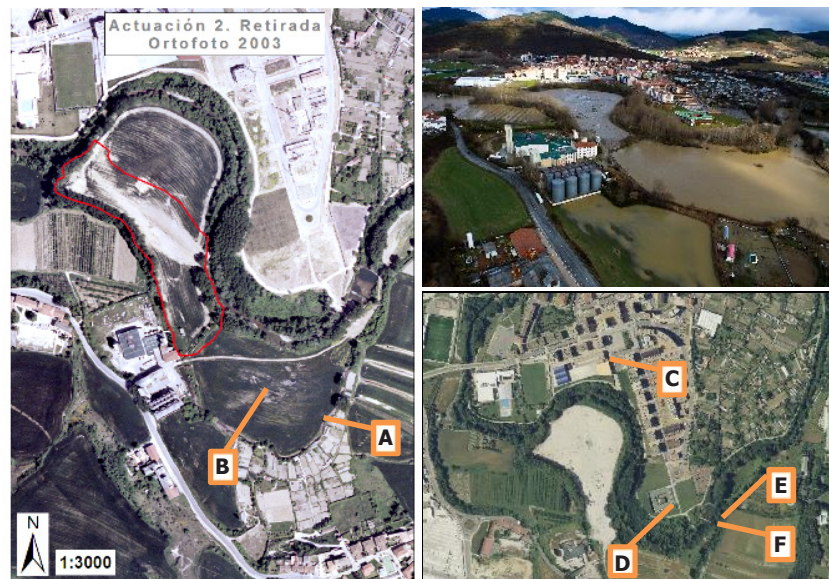 Actuación 2. Retirada
Ortofoto 2003
A
B
N
1:3000
C
E
D
F